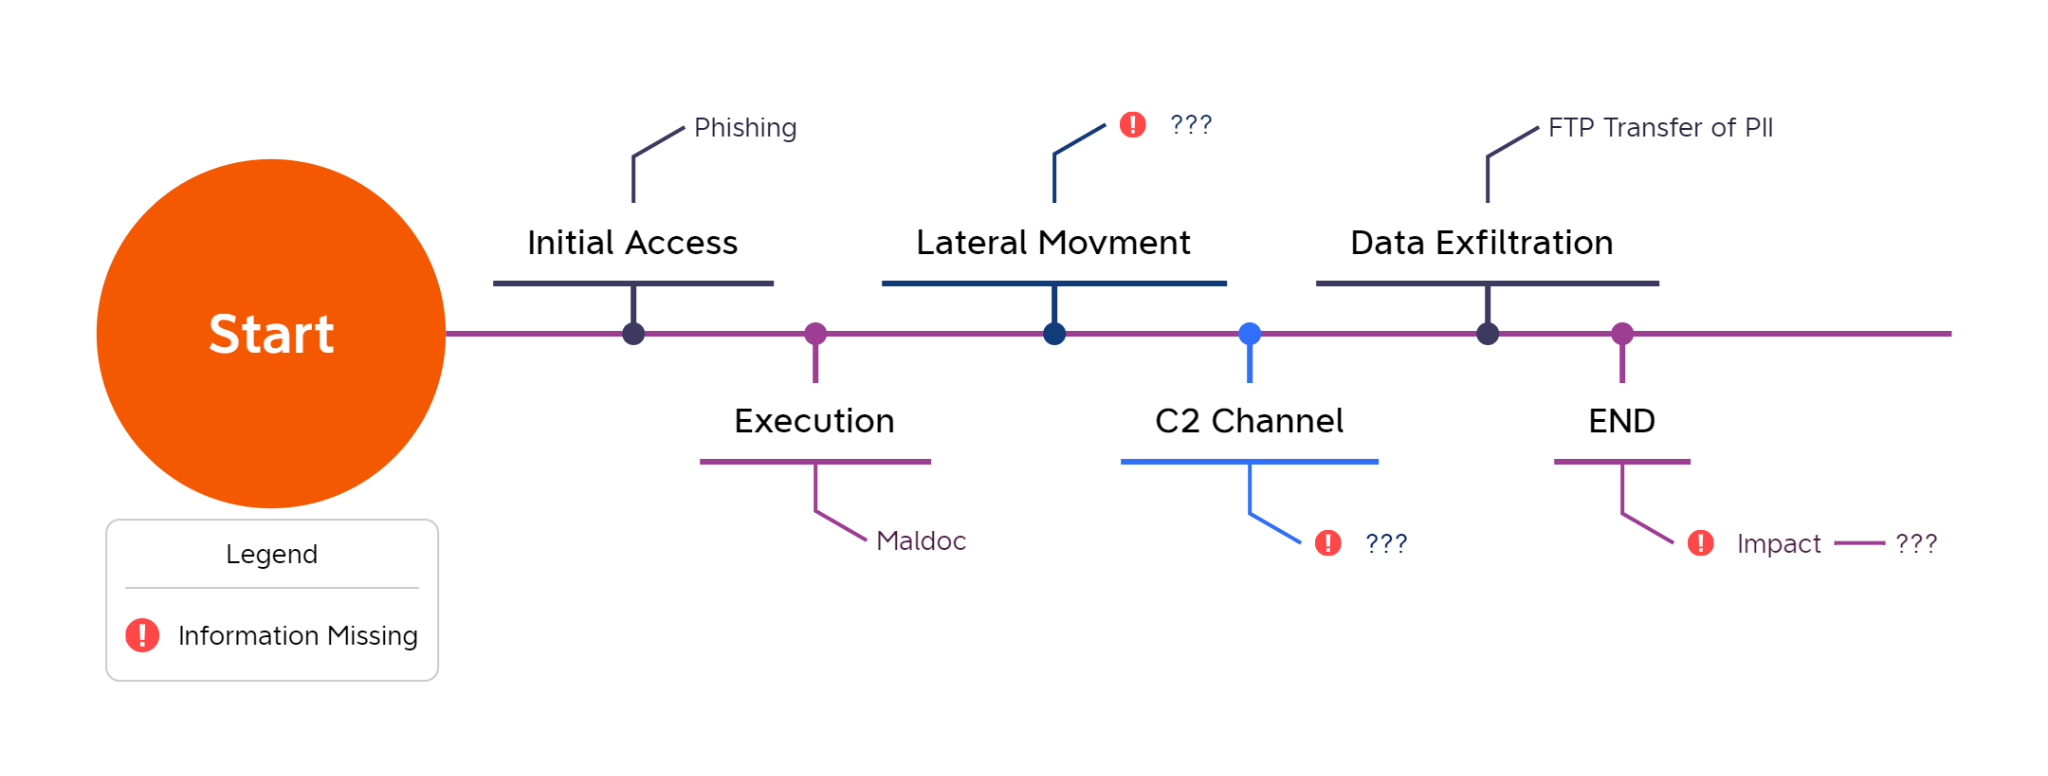 Start
Phishing
Initial Access
Execution
Maldoc
???
Lateral Movment
C2 Channel
???
FTP Transfer of PII
Data Exfiltration
END
Impact
???
Legend
Information Missing